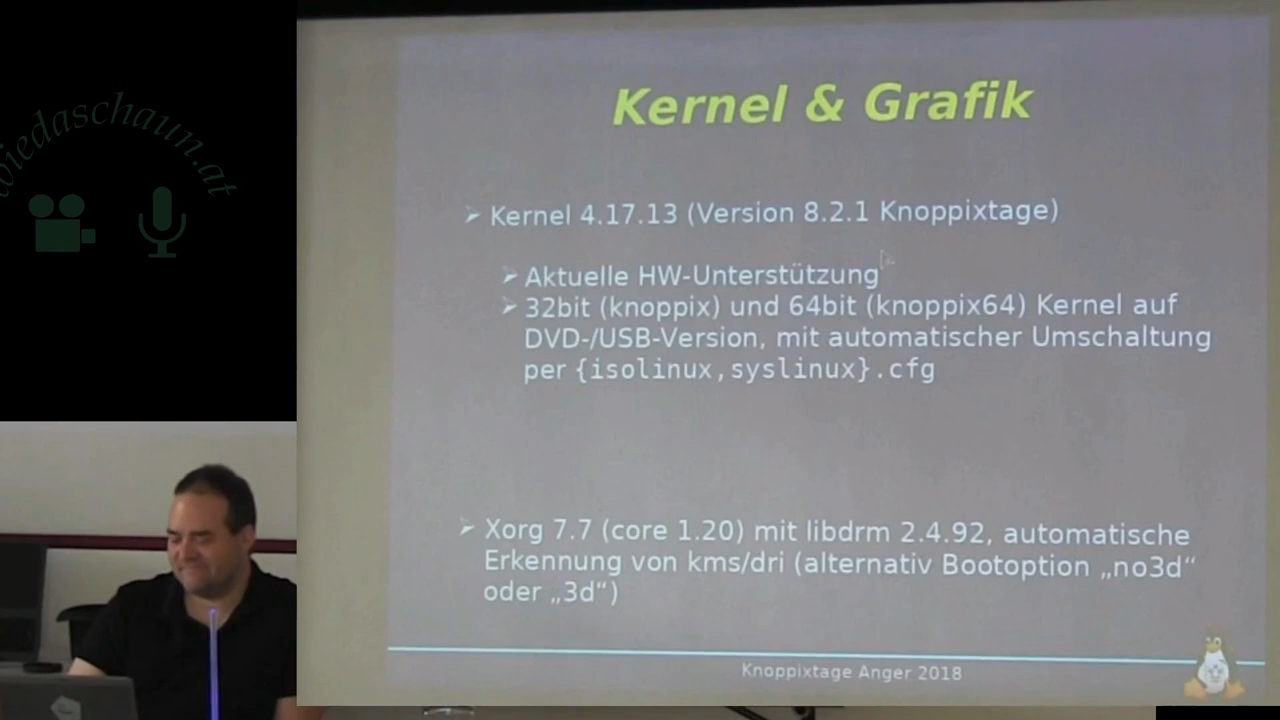 wiedaschaun.at
Kernel & Grafik
➢ Kernel 4.17.13 (Version 8.2.1 Knoppixtage)
➢ Aktuelle HW-Unterstützung
➢ 32bit (knoppix) und 64bit (knoppix64) Kernel auf
DVD-/USB-Version, mit automatischer Umschaltung
per {isolinux,syslinux}.cfg
➢ Xorg 7.7 (core 1.20) mit libdrm 2.4.92, automatische
Erkennung von kms/dri (alternativ Bootoption „no3d“
oder „3d“)
Knoppixtage Anger 2018